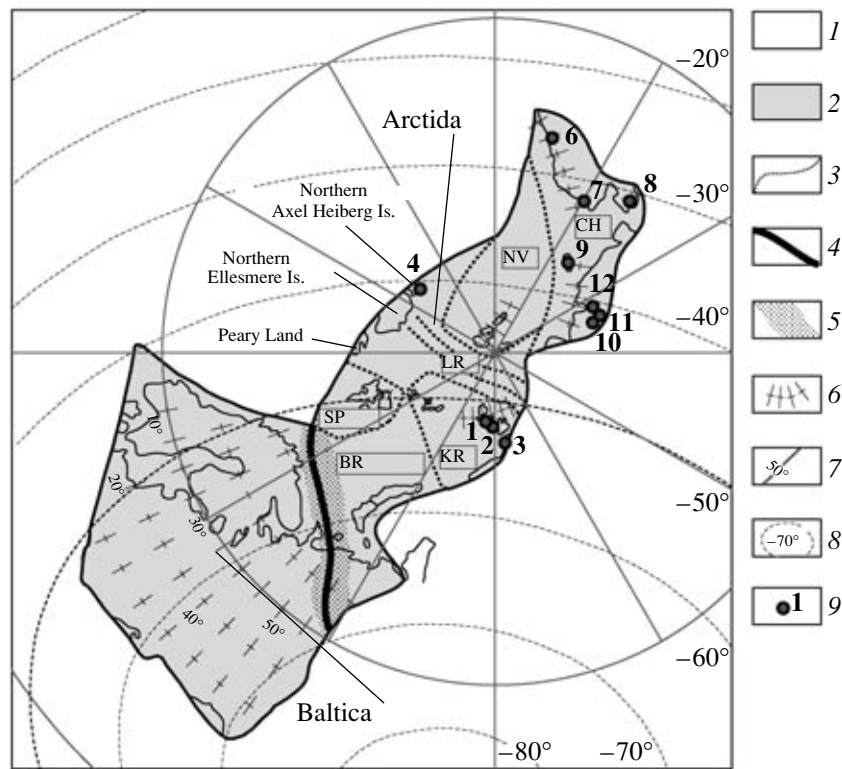 −20°
1
Arctida
6
2
Northern
Axel Heiberg Is.
−30°
7
8
3
CH
NV
9
4
4
Northern
Ellesmere Is.
12
−40°
11
Peary Land
10
5
LR
SP
1
2
3
6
BR
KR
10°
20°
30°
−50°
50°
7
40°
50°
−70°
8
1
9
−60°
Baltica
−80°
−70°